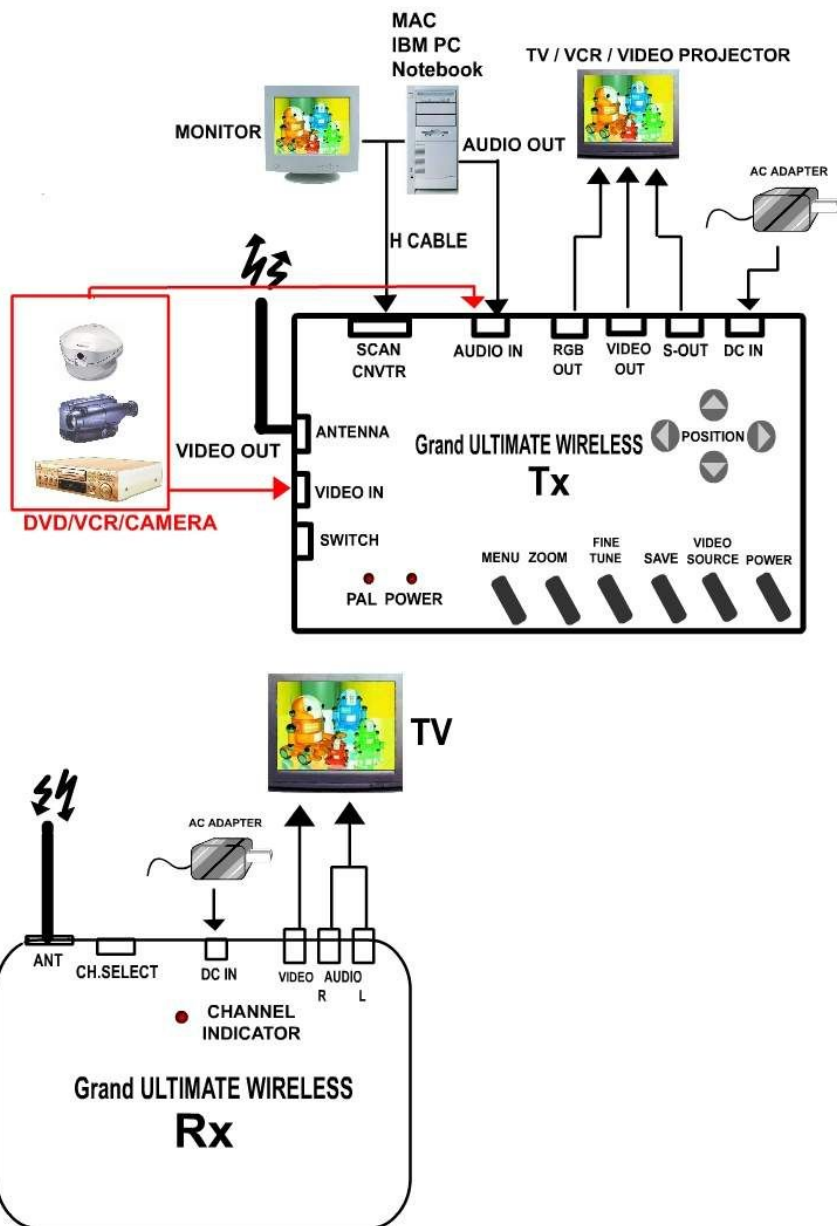 MAC
IBM PC
Notebook
TV / VCR / VIDEO PROJECTOR
MONITOR
AUDIO OUT
AC ADAPTER
H CABLE
SCAN
CNVTR
AUDIO IN
RGB
OUT
VIDEO
OUT
S-OUT
DC IN
ANTENNA
VIDEO OUT
Grand ULTIMATE WIRELESS
Tx
POSITION
VIDEO IN
DVD/VCR/CAMERA
SWITCH
MENU
ZOOM
FINE
TUNE
SAVE
VIDEO
SOURCE
POWER
PAL
POWER
TV
AC ADAPTER
ANT
CH.SELECT
DC IN
VIDEO
AUDIO
R
L
CHANNEL
INDICATOR
Grand ULTIMATE WIRELESS
Rx